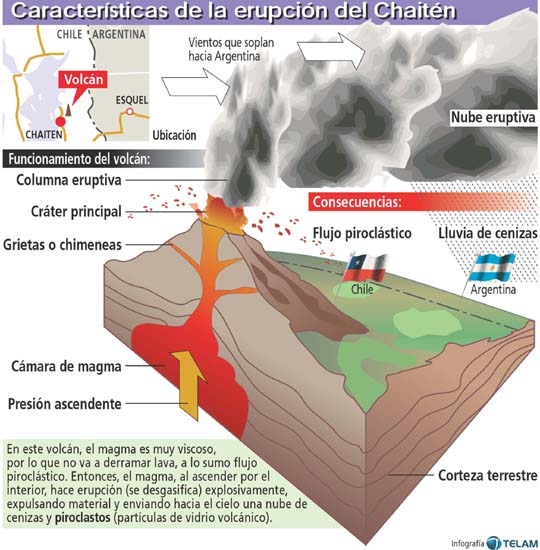 Características de la erupción del Chaitén
CHILE
ARGENTINA
Volcán
ESQUEL
CHAITEN
Ubicación
Vientos que soplan
hacia Argentina
Nube eruptiva
Funcionamiento del volcán:
Columna eruptiva
Cráter principal
Grietas o chimeneas
Consecuencias:
Flujo piroclástico
Lluvia de cenizas
Chile
Argentina
Cámara de magma
Presión ascendente
Corteza terrestre
En este volcán, el magma es muy viscoso,
por lo que no va a derramar lava, a lo sumo flujo
piroclástico. Entonces, el magma, al ascender por el
interior, hace erupción (se desgasifica) explosivamente,
expulsando material y enviando hacia el cielo una nube de
cenizas y piroclastos (partículas de vidrio volcánico).
Infografía TELAM